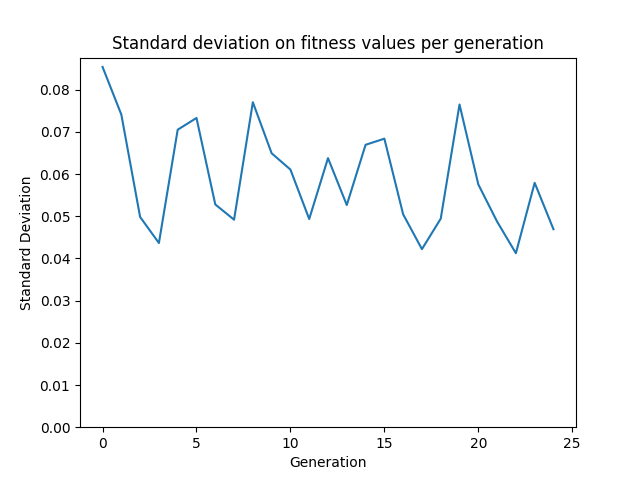 Standard deviation on fitness values per generation
Standard Deviation
0.08
0.07
0.06
0.05
0.04
0.03
0.02
0.01
0.00
0 5 10 15 20 25
Generation